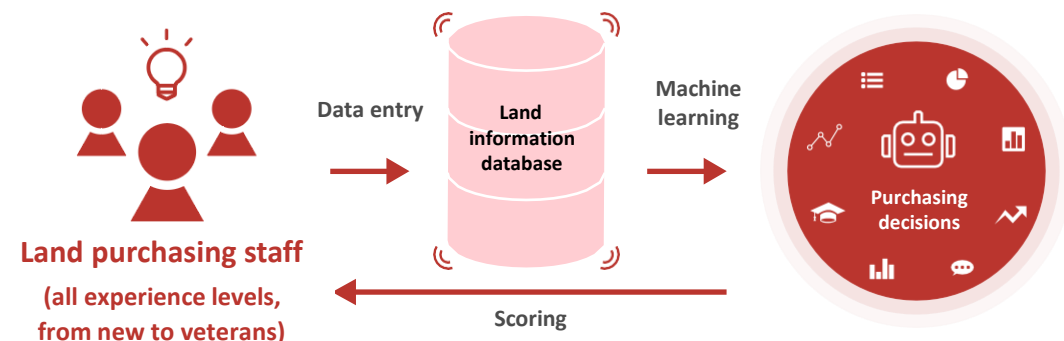 Data entry
Land
information
database
Machine
learning
Purchasing
decisions
Land purchasing staff
(all experience levels,
from new to veterans)
Scoring